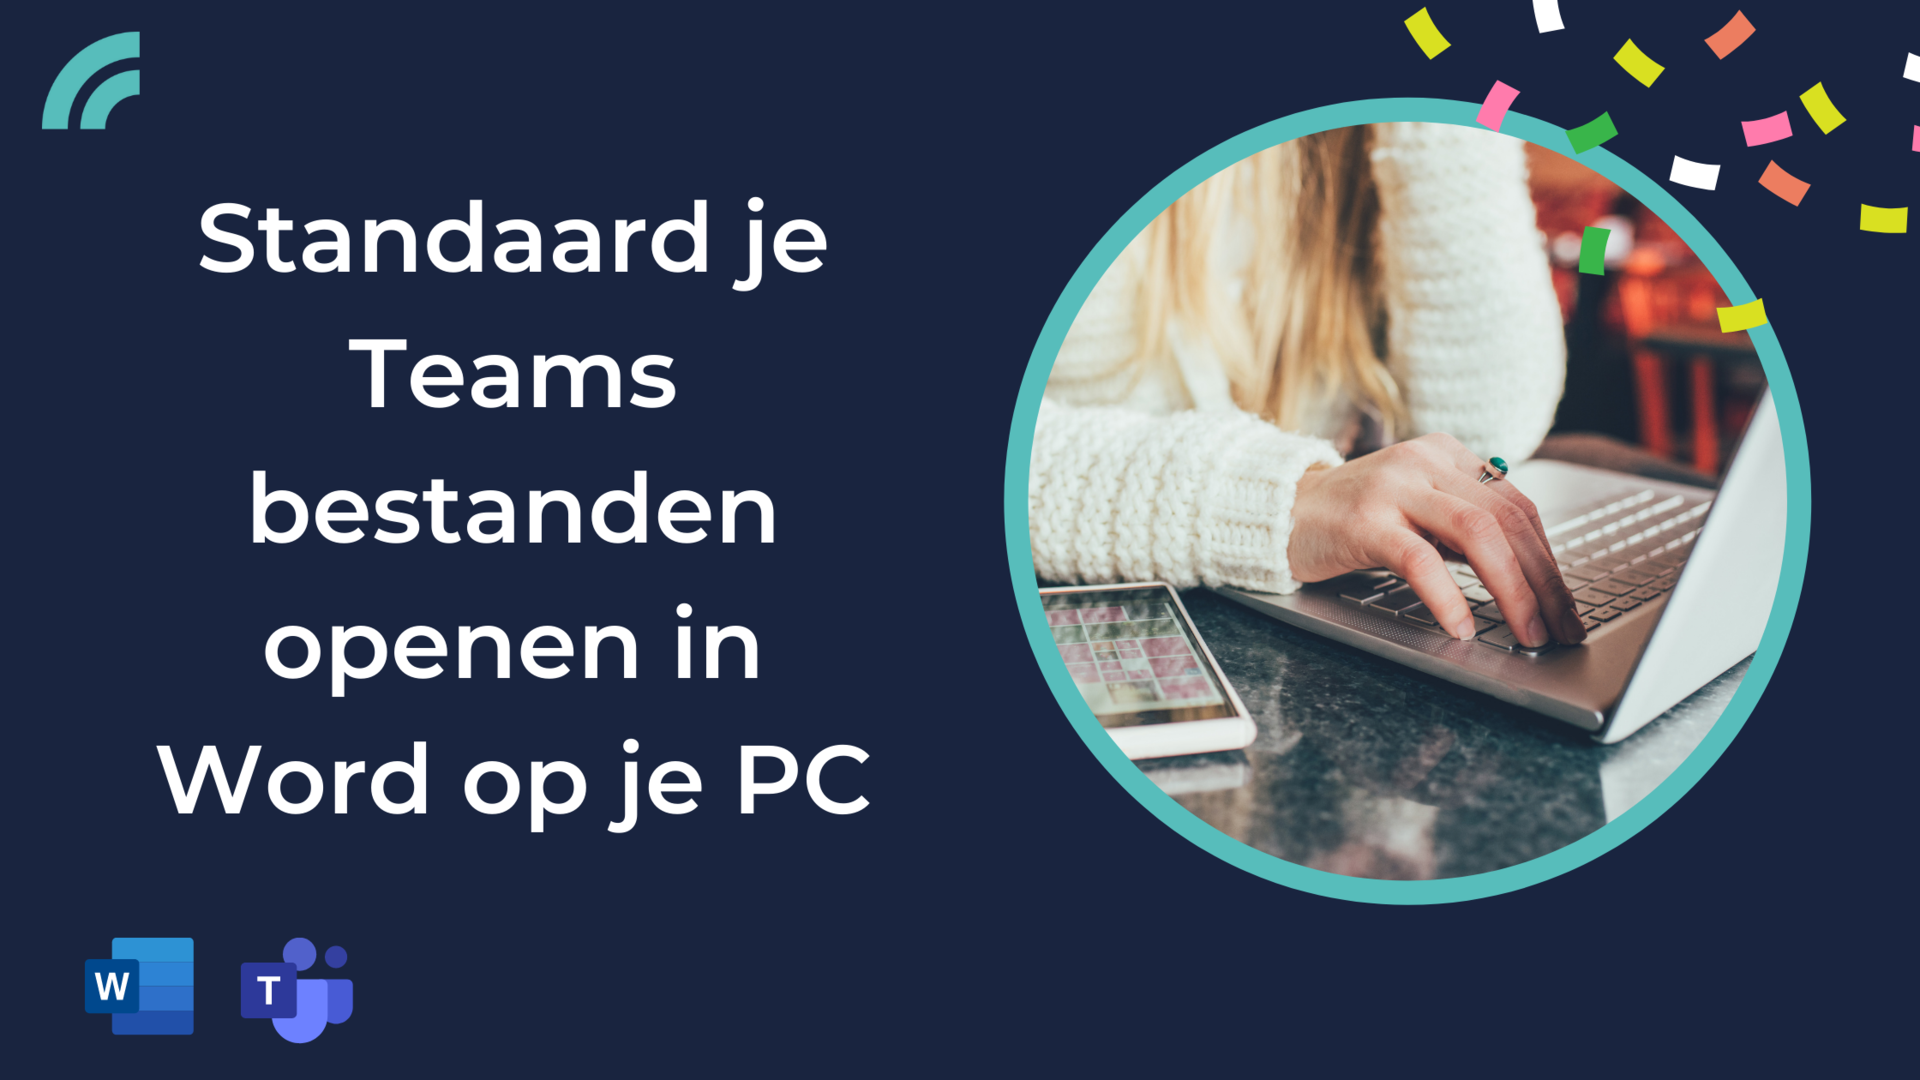 Standaard je
Teams
bestanden
openen in
Word op je PC
W
T